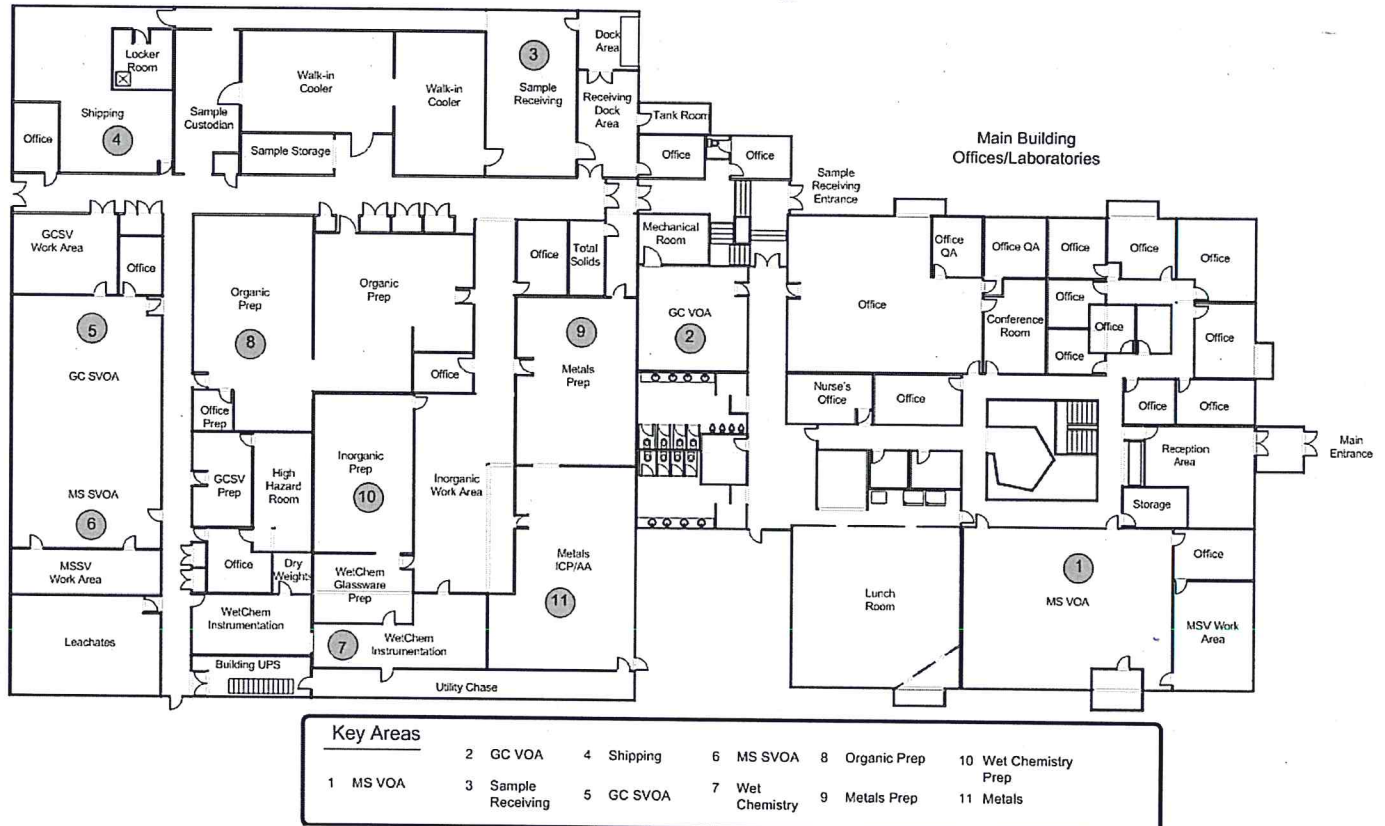 Main Building
Offices/Laboratories
Locker
Room
Shipping
4
Office
Sample
Custodian
Walk-in
Cooler
Sample Storage
Walk-in
Cooler
3
Sample
Receiving
Dock
Area
Receiving
Dock
Area
Tank Room
Office
Office
Sample
Receiving
Entrance
GCSV
Work Area
Office
Organic
Prep
8
Organic
Prep
Office
Office
Total
Solids
Mechanical
Room
GC VOA
2
Office
Office
QA
Office QA
Office
Office
Office
Conference
Room
Office
Office
Office
Office
5
GC SVOA
MS SVOA
6
MSSV
Work Area
Leachates
Office
Prep
GCSV
Prep
High
Hazard
Room
Office
Dry
Weights
WetChem
Instrumentation
Building UPS
Inorganic
Prep
10
WetChem
Glassware
Prep
7
WetChem
Instrumentation
Utility Chase
Inorganic
Work Area
9
Metals
Prep
Metals
ICP/AA
11
Nurse's
Office
Office
Office
Office
Reception
Area
Main
Entrance
Storage
Lunch
Room
1
MS VOA
Office
MSV Work
Area
Key Areas
1 MS VOA
2 GC VOA
3 Sample
Receiving
4 Shipping
5 GC SVOA
6 MS SVOA
7 Wet
Chemistry
8 Organic Prep
9 Metals Prep
10 Wet Chemistry
Prep
11 Metals